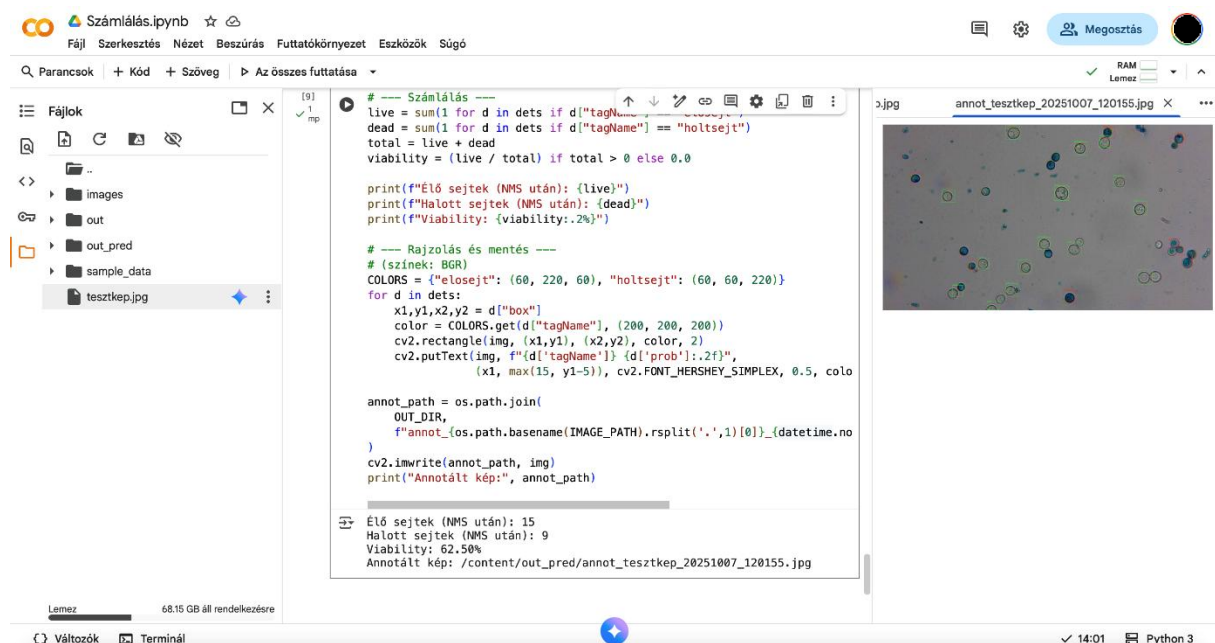 Számlálás.ipynb
Fájl Szerkesztés Nézet Beszúrás Futtatókörnyezet Eszközök Súgó
Megosztás
Parancsok + Kód + Szöveg Az összes futtatása
RAM
Lemez
Fájlok
..
images
out
out_pred
sample_data
tesztkep.jpg
Lemez 68.15 GB áll rendelkezésre
[9]
1
mp
# --- Számlálás ---
live = sum(1 for d in dets if d["tagName"] == "elosejt")
dead = sum(1 for d in dets if d["tagName"] == "holtsejt")
total = live + dead
viability = (live / total) if total > 0 else 0.0
print(f"Élő sejtek (NMS után): {live}")
print(f"Halott sejtek (NMS után): {dead}")
print(f"Viability: {viability:.2%}")
# --- Rajzolás és mentés ---
# (színek: BGR)
COLORS = {"elosejt": (60, 220, 60), "holtsejt": (60, 60, 220)}
for d in dets:
x1,y1,x2,y2 = d["box"]
color = COLORS.get(d["tagName"], (200, 200, 200))
cv2.rectangle(img, (x1,y1), (x2,y2), color, 2)
cv2.putText(img, f"{d['tagName']} {d['prob']:.2f}",
(x1, max(15, y1-5)), cv2.FONT_HERSHEY_SIMPLEX, 0.5, colo
annot_path = os.path.join(
OUT_DIR,
f"annot_{os.path.basename(IMAGE_PATH).rsplit('.',1)[0]}_{datetime.no
)
cv2.imwrite(annot_path, img)
print("Annotált kép:", annot_path)
Élő sejtek (NMS után): 15
Halott sejtek (NMS után): 9
Viability: 62.50%
Annotált kép: /content/out_pred/annot_tesztkep_20251007_120155.jpg
.jpg annot_tesztkep_20251007_120155.jpg
Változók Terminál
14:01 Python 3